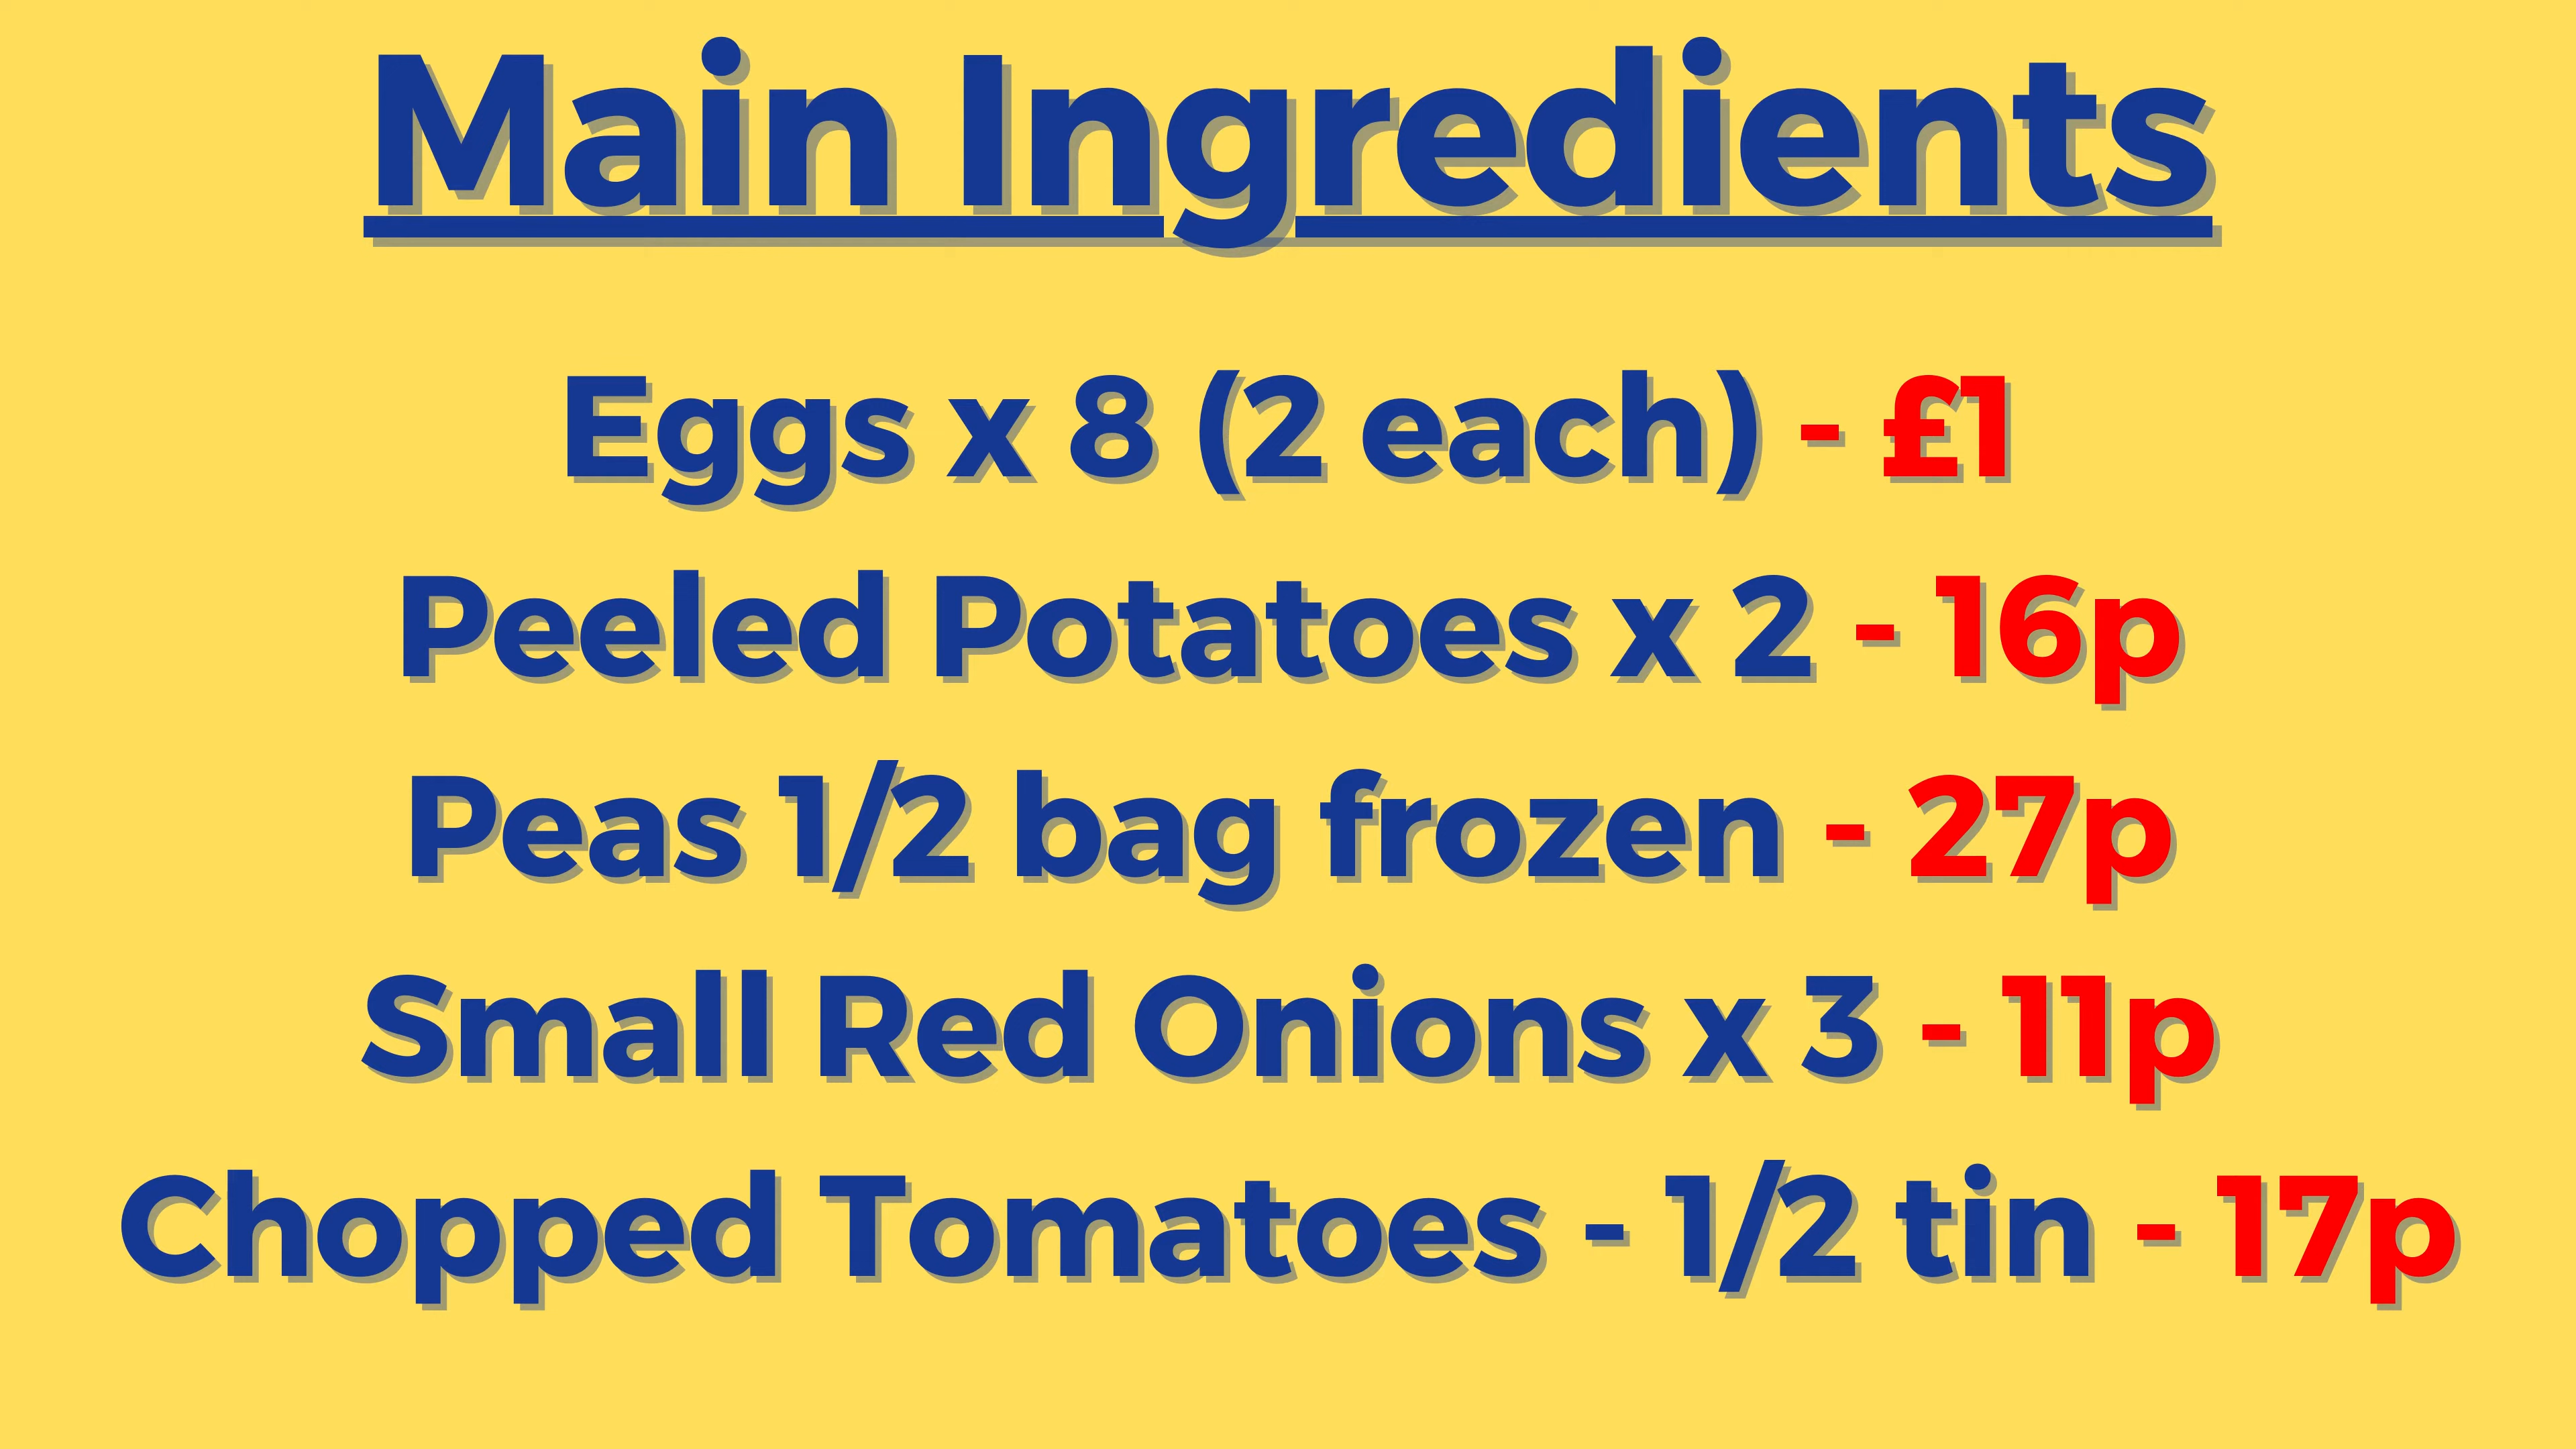 Main Ingredients
Eggs x 8 (2 each) - £1
Peeled Potatoes x 2 - 16p
Peas 1/2 bag frozen - 27p
Small Red Onions x 3 - 11p
Chopped Tomatoes - 1/2 tin - 17p